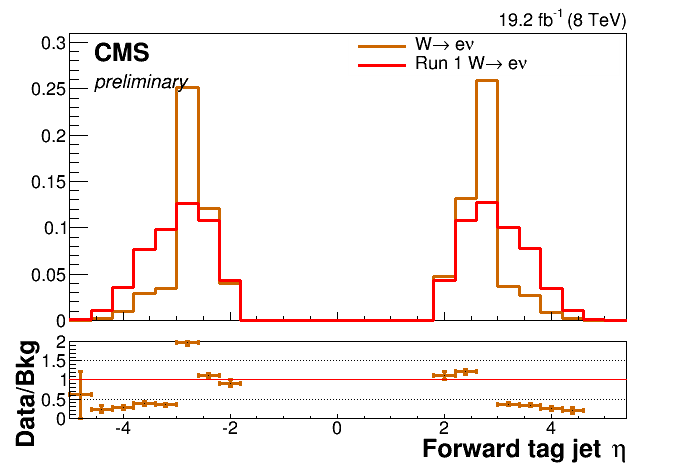 19.2 fb⁻¹ (8 TeV)
CMS
preliminary
W→ eν
Run 1 W→ eν
0.3
0.25
0.2
0.15
0.1
0.05
0
Data/Bkg
2
1.5
1
0.5
0
-4 -2 0 2 4
Forward tag jet η